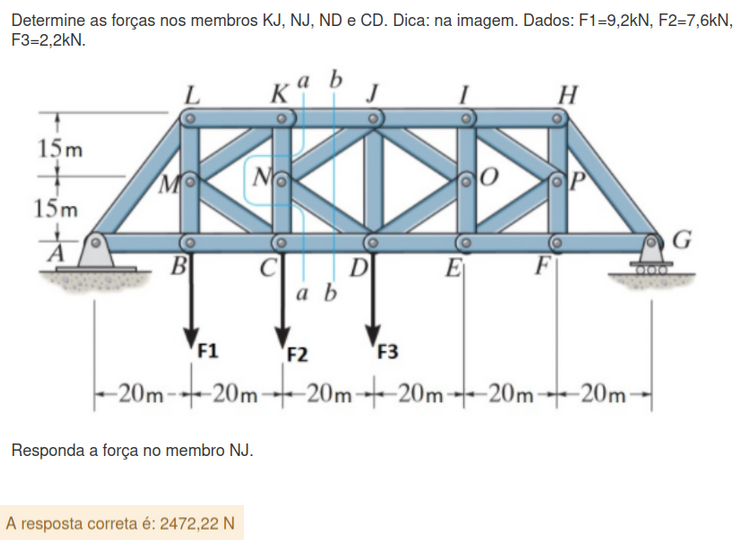 Determine as forças nos membros KJ, NJ, ND e CD. Dica: na imagem. Dados: F1=9,2kN, F2=7,6kN,
F3=2,2kN.
a b
L K J I H
15m
M N O P
15m
A G
B C D E F
a b
F1 F2 F3
20m 20m 20m 20m 20m 20m
Responda a força no membro NJ.
A resposta correta é: 2472,22 N